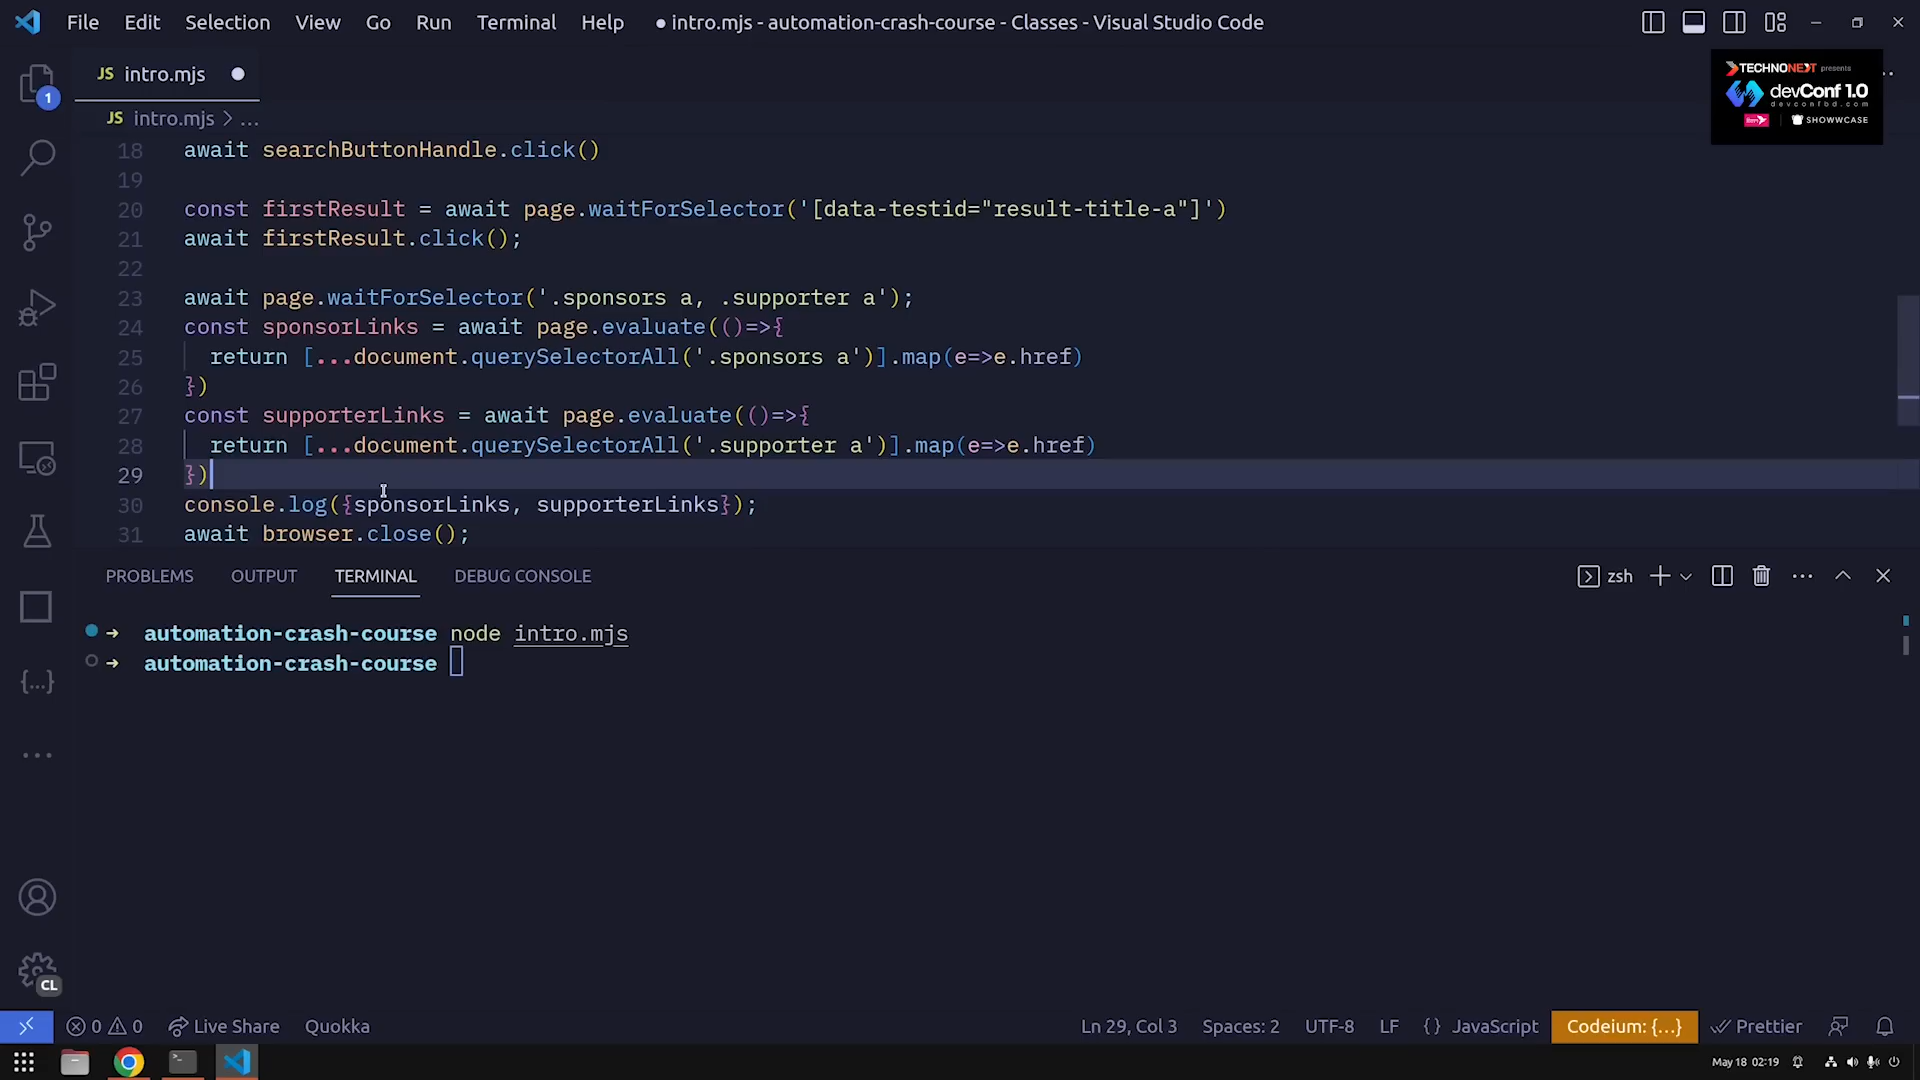 File Edit Selection View Go Run Terminal Help ● intro.mjs - automation-crash-course - Classes - Visual Studio Code
JS intro.mjs
TECHNONEXT presents
devConf 1.0
devconfbd.com
SHOWWCASE
1
JS intro.mjs > ...
18 await searchButtonHandle.click()
19
20 const firstResult = await page.waitForSelector('[data-testid="result-title-a"]')
21 await firstResult.click();
22
23 await page.waitForSelector('.sponsors a, .supporter a');
24 const sponsorLinks = await page.evaluate(()=>{
25 return [...document.querySelectorAll('.sponsors a')].map(e=>e.href)
26 })
27 const supporterLinks = await page.evaluate(()=>{
28 return [...document.querySelectorAll('.supporter a')].map(e=>e.href)
29 })
30 console.log({sponsorLinks, supporterLinks});
31 await browser.close();
PROBLEMS OUTPUT TERMINAL DEBUG CONSOLE zsh
→ automation-crash-course node intro.mjs
→ automation-crash-course
CL
0 0 Live Share Quokka Ln 29, Col 3 Spaces: 2 UTF-8 LF {} JavaScript Codeium: {...} Prettier
May 18 02:19